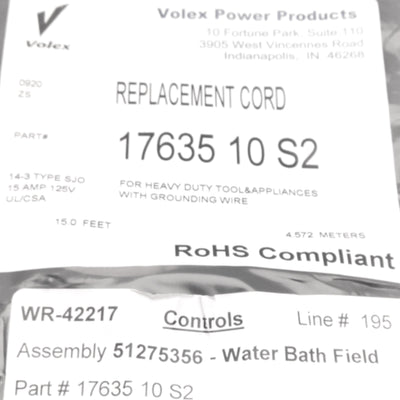 Volex
Volex Power Products
10 Fortune Park, Suite 110
3905 West Vincennes Road
Indianapolis, IN 46268
0920
ZS
REPLACEMENT CORD
PART#
17635 10 S2
14-3 TYPE SJO
15 AMP 125V
UL/CSA
FOR HEAVY DUTY TOOL&APPLIANCES
WITH GROUNDING WIRE
15.0 FEET
4.572 METERS
RoHS Compliant
WR-42217 Controls Line # 195
Assembly 51275356 - Water Bath Field
Part # 17635 10 S2